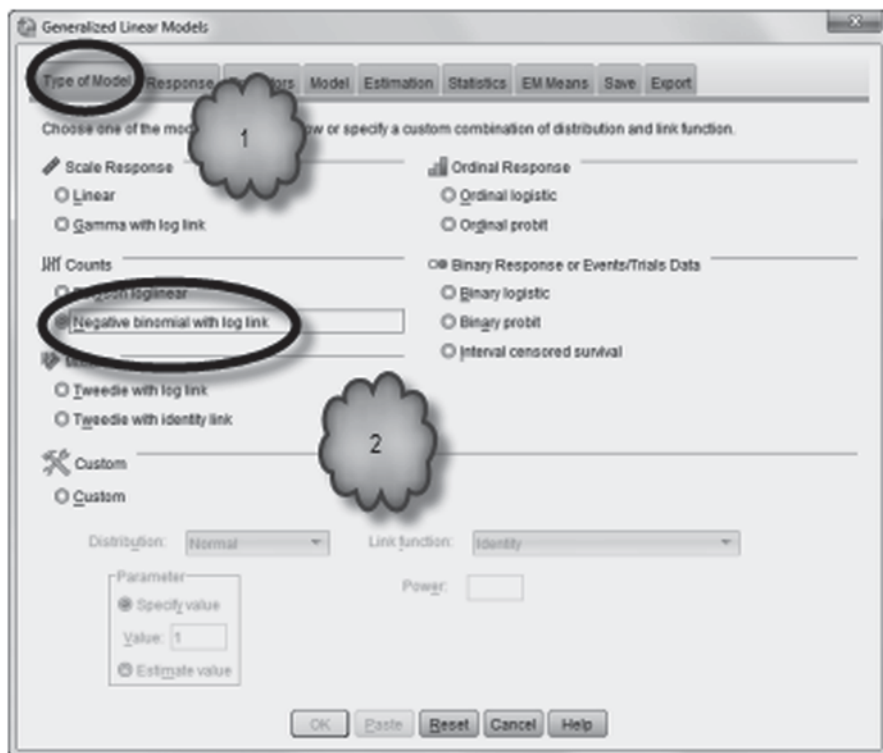 Generalized Linear Models
Type of Model Response Model Estimation Statistics EM Means Save Export
Choose one of the ow or specify a custom combination of distribution and link function.
1
Scale Response
Linear
Gamma with log link
Ordinal Response
Ordinal logistic
Ordinal probit
Counts
loglinear
Negative binomial with log link
Binary Response or Events/Trials Data
Binary logistic
Binary probit
Interval censored survival
Tweedie with log link
Tweedie with identity link
2
Custom
Custom
Distribution: Normal Link function: Identity
Parameter
Specify value
Value: 1
Estimate value
Power:
OK Paste Reset Cancel Help